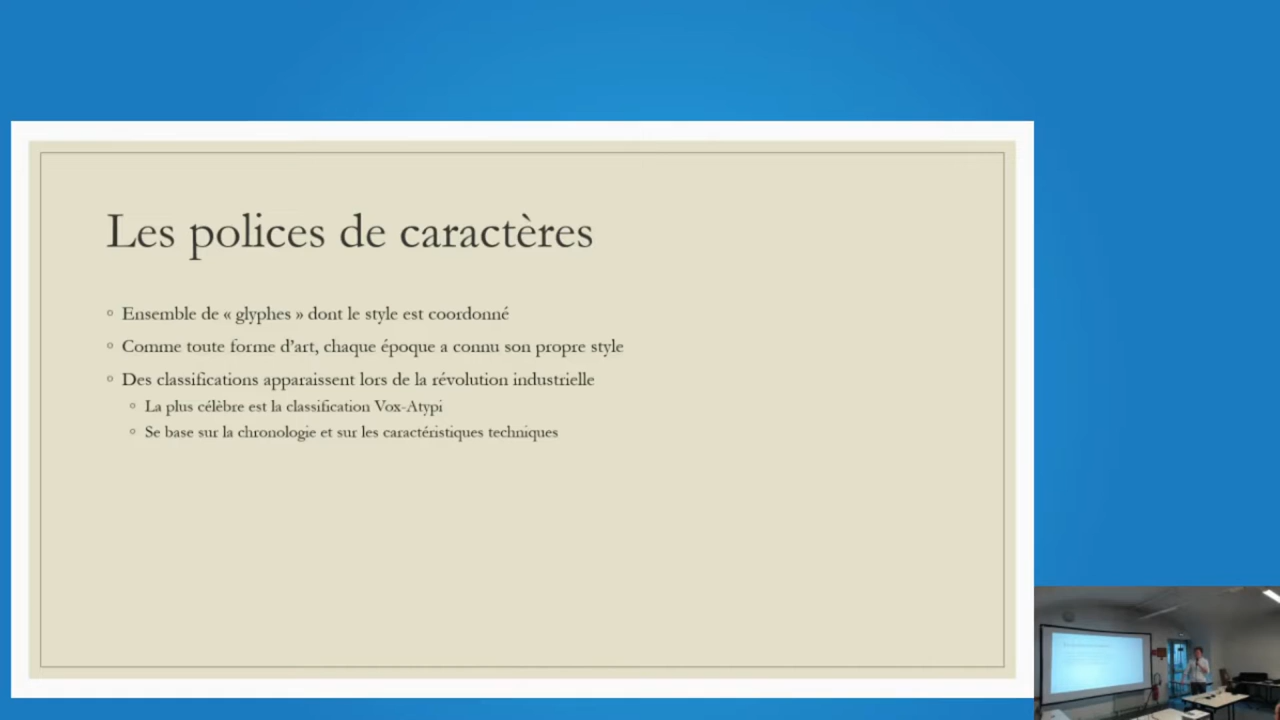 Les polices de caractères
Ensemble de « glyphes » dont le style est coordonné
Comme toute forme d'art, chaque époque a connu son propre style
Des classifications apparaissent lors de la révolution industrielle
La plus célèbre est la classification Vox-Atypi
Se base sur la chronologie et sur les caractéristiques techniques